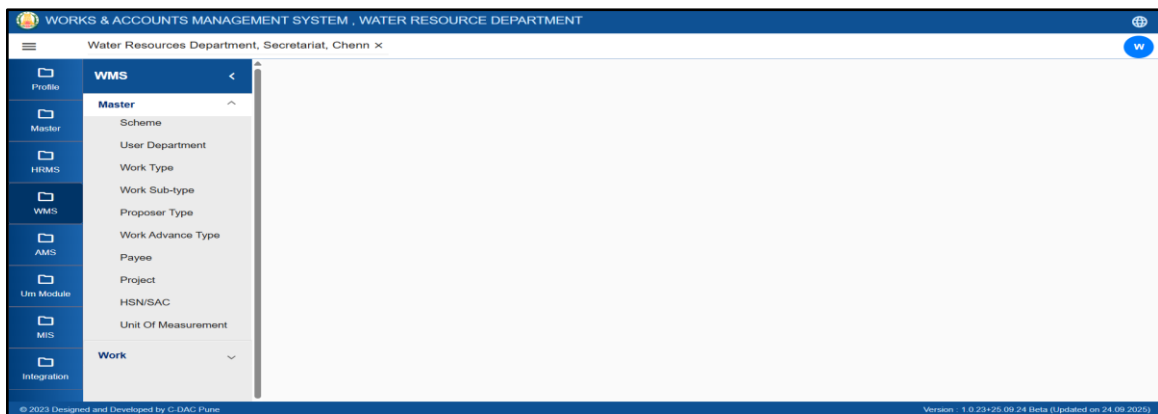 WORKS & ACCOUNTS MANAGEMENT SYSTEM , WATER RESOURCE DEPARTMENT
Water Resources Department, Secretariat, Chenn ×
W
Profile
Master
HRMS
WMS
AMS
Um Module
MIS
Integration
WMS
Master
Scheme
User Department
Work Type
Work Sub-type
Proposer Type
Work Advance Type
Payee
Project
HSN/SAC
Unit Of Measurement
Work
© 2023 Designed and Developed by C-DAC Pune
Version : 1.0.23+25.09.24 Beta (Updated on 24.09.2025)